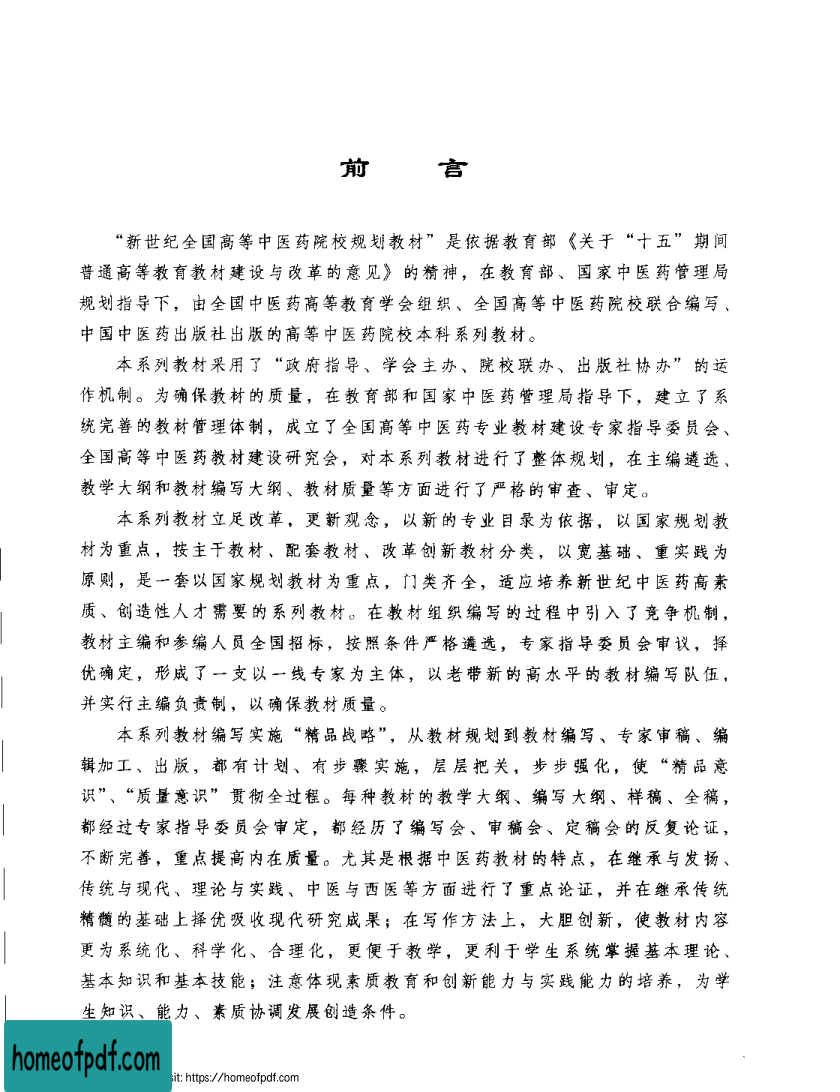 前 言
“新世纪全国高等中医药院校规划教材”是依据教育部《关于“十五”期间
普通高等教育教材建设与改革的意见》的精神，在教育部、国家中医药管理局
规划指导下，由全国中医药高等教育学会组织、全国高等中医药院校联合编写、
中国中医药出版社出版的高等中医药院校本科系列教材。
本系列教材采用了“政府指导、学会主办、院校联办、出版社协办”的运
作机制。为确保教材的质量，在教育部和国家中医药管理局指导下，建立了系
统完善的教材管理体制，成立了全国高等中医药专业教材建设专家指导委员会、
全国高等中医药教材建设研究会，对本系列教材进行了整体规划，在主编遴选、
教学大纲和教材编写大纲、教材质量等方面进行了严格的审查、审定。
本系列教材立足改革，更新观念，以新的专业目录为依据，以国家规划教
材为重点，按主干教材、配套教材、改革创新教材分类，以宽基础、重实践为
原则，是一套以国家规划教材为重点，门类齐全，适应培养新世纪中医药高素
质、创造性人才需要的系列教材。在教材组织编写的过程中引入了竞争机制，
教材主编和参编人员全国招标，按照条件严格遴选，专家指导委员会审议，择
优确定，形成了一支以一线专家为主体，以老带新的高水平的教材编写队伍，
并实行主编负责制，以确保教材质量。
本系列教材编写实施“精品战略”，从教材规划到教材编写、专家审稿、编
辑加工、出版，都有计划、有步骤实施，层层把关，步步强化，使“精品意
识”、“质量意识”贯彻全过程。每种教材的教学大纲、编写大纲、样稿、全稿，
都经过专家指导委员会审定，都经历了编写会、审稿会、定稿会的反复论证，
不断完善，重点提高内在质量。尤其是根据中医药教材的特点，在继承与发扬、
传统与现代、理论与实践、中医与西医等方面进行了重点论证，并在继承传统
精髓的基础上择优吸收现代研究成果；在写作方法上，大胆创新，使教材内容
更为系统化、科学化、合理化，更便于教学，更利于学生系统掌握基本理论、
基本知识和基本技能；注意体现素质教育和创新能力与实践能力的培养，为学
生知识、能力、素质协调发展创造条件。
homeofpdf.com
sit: https://homeofpdf.com